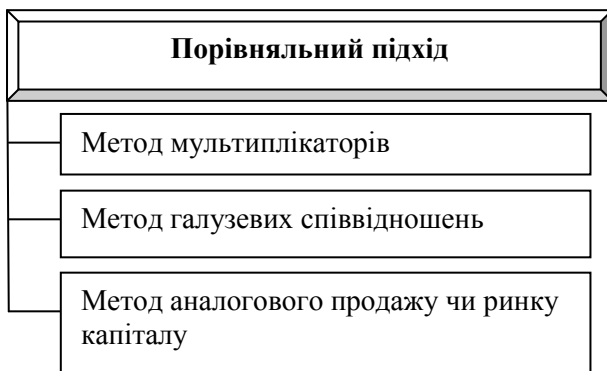 Порівняльний підхід
Метод мультиплікаторів
Метод галузевих співвідношень
Метод аналогового продажу чи ринку
капіталу